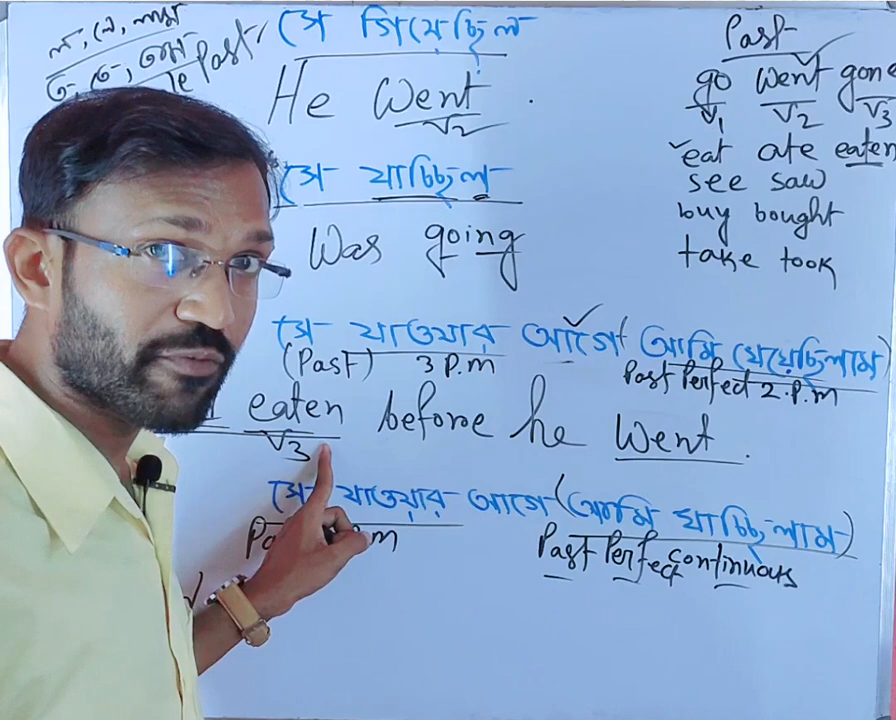 ল, লে, লাম
ত, তে, তাম
Past
সে গিয়েছিল
He went.
V2
সে যাচ্ছিল
Was going
সে যাওয়ার আগে (আমি খেয়েছিলাম)
(Past) 3 P.m
Past Perfect 2.P.m
eaten before he went.
V3
সে যাওয়ার আগে (আমি যাচ্ছিলাম)
Past Perfect continuous
Past
go went gone
V1 V2 V3
eat ate eaten
see saw
buy bought
take took